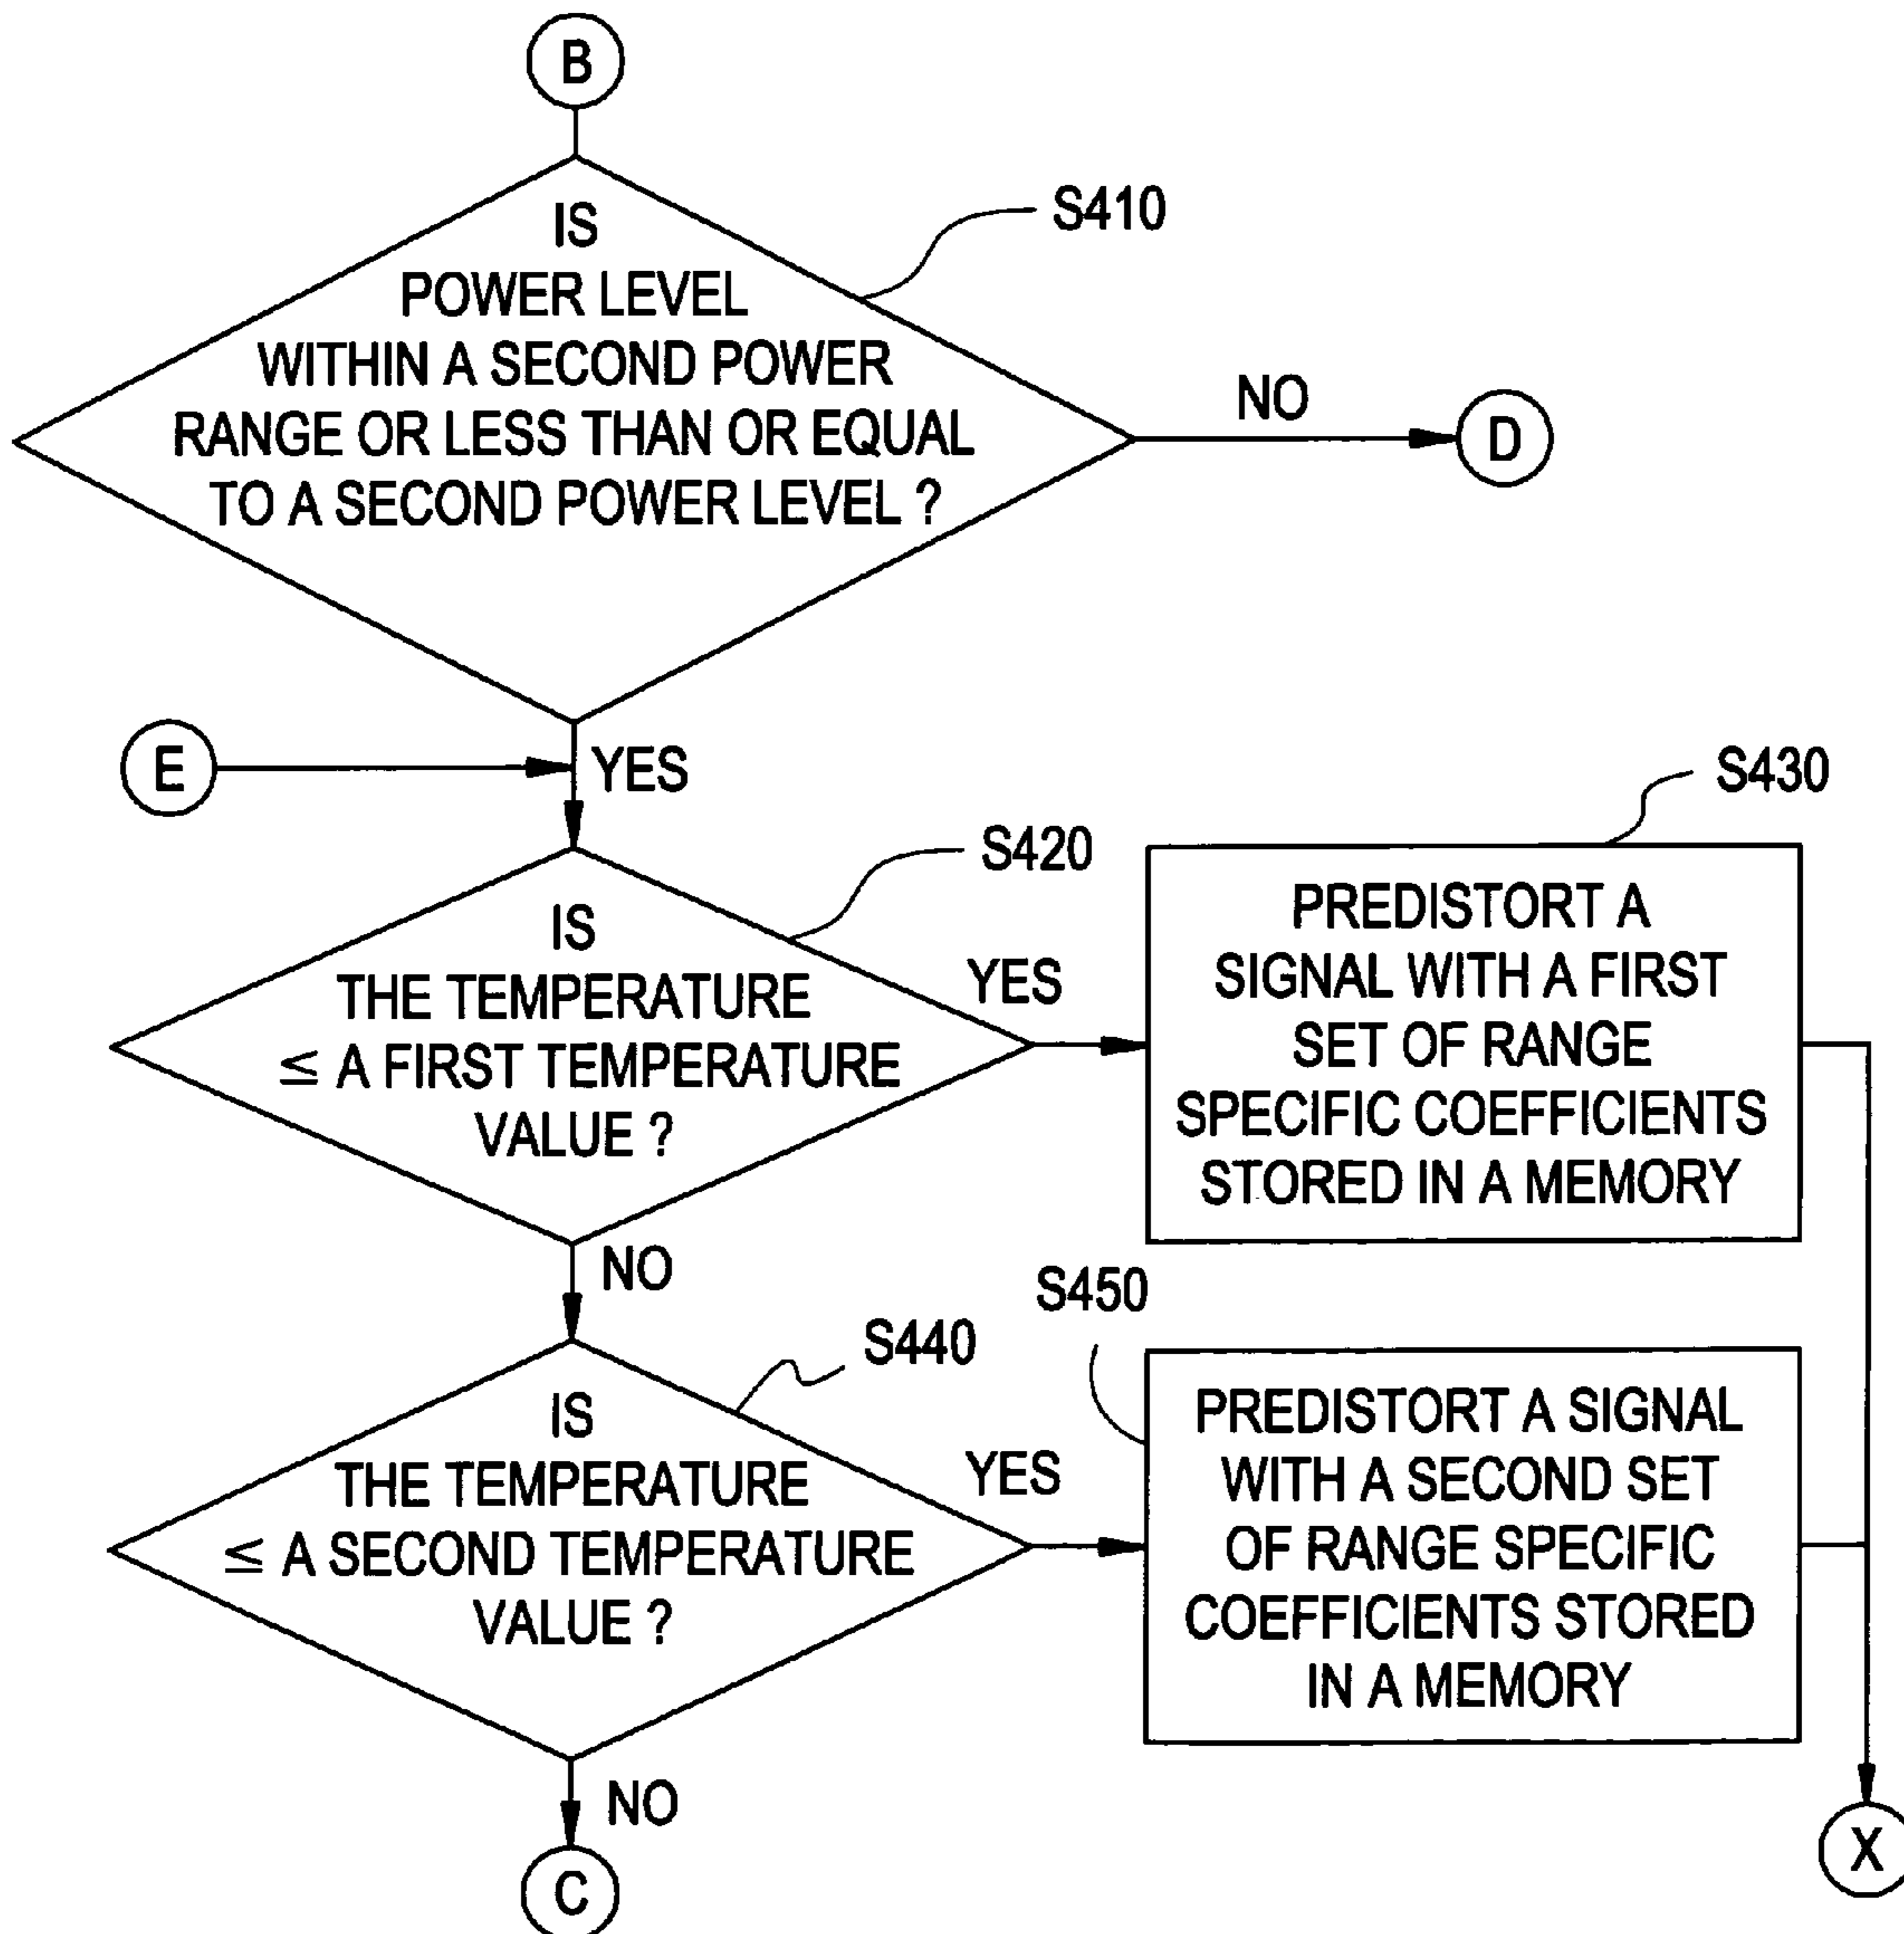 B
IS
POWER LEVEL
WITHIN A SECOND POWER
RANGE OR LESS THAN OR EQUAL
TO A SECOND POWER LEVEL ?
S410
NO
D
E
YES
S420
IS
THE TEMPERATURE
≤ A FIRST TEMPERATURE
VALUE ?
YES
S430
PREDISTORT A
SIGNAL WITH A FIRST
SET OF RANGE
SPECIFIC COEFFICIENTS
STORED IN A MEMORY
NO
S440
IS
THE TEMPERATURE
≤ A SECOND TEMPERATURE
VALUE ?
YES
S450
PREDISTORT A SIGNAL
WITH A SECOND SET
OF RANGE SPECIFIC
COEFFICIENTS STORED
IN A MEMORY
NO
C
X